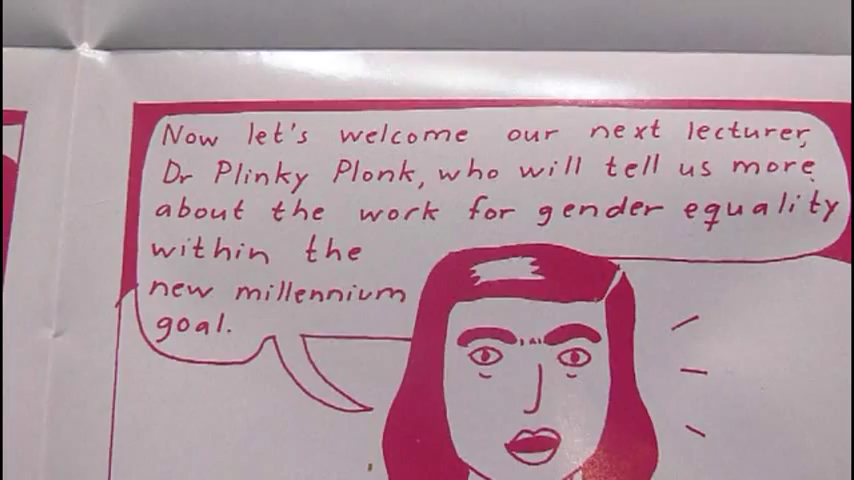 Now let's welcome our next lecturer,
Dr Plinky Plonk, who will tell us more
about the work for gender equality
within the
new millennium
goal.